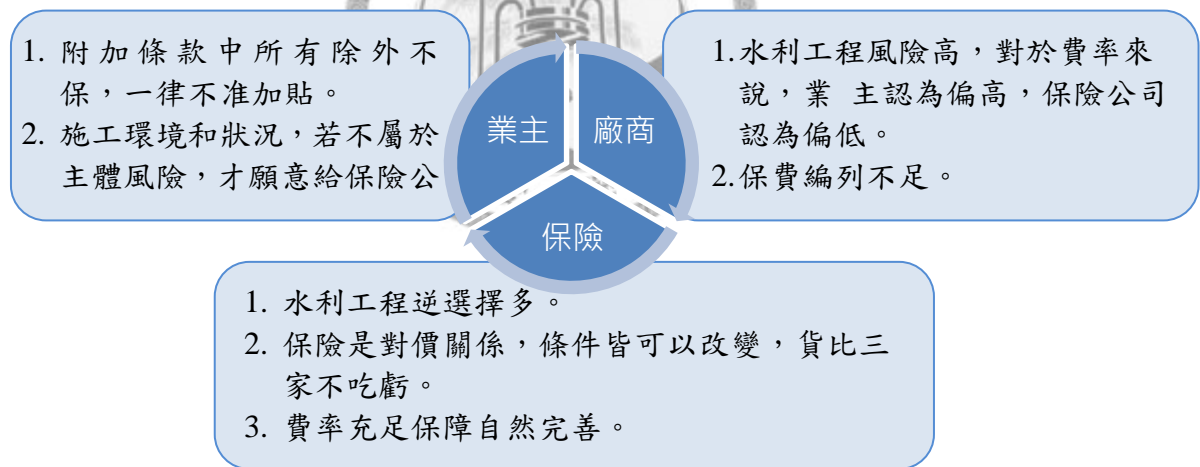 1. 附加條款中所有除外不
保，一律不准加貼。
2. 施工環境和狀況，若不屬於
主體風險，才願意給保險公
業主
廠商
保險
1.水利工程風險高，對於費率來
說，業 主認為偏高，保險公司
認為偏低。
2.保費編列不足。
1. 水利工程逆選擇多。
2. 保險是對價關係，條件皆可以改變，貨比三
家不吃虧。
3. 費率充足保障自然完善。